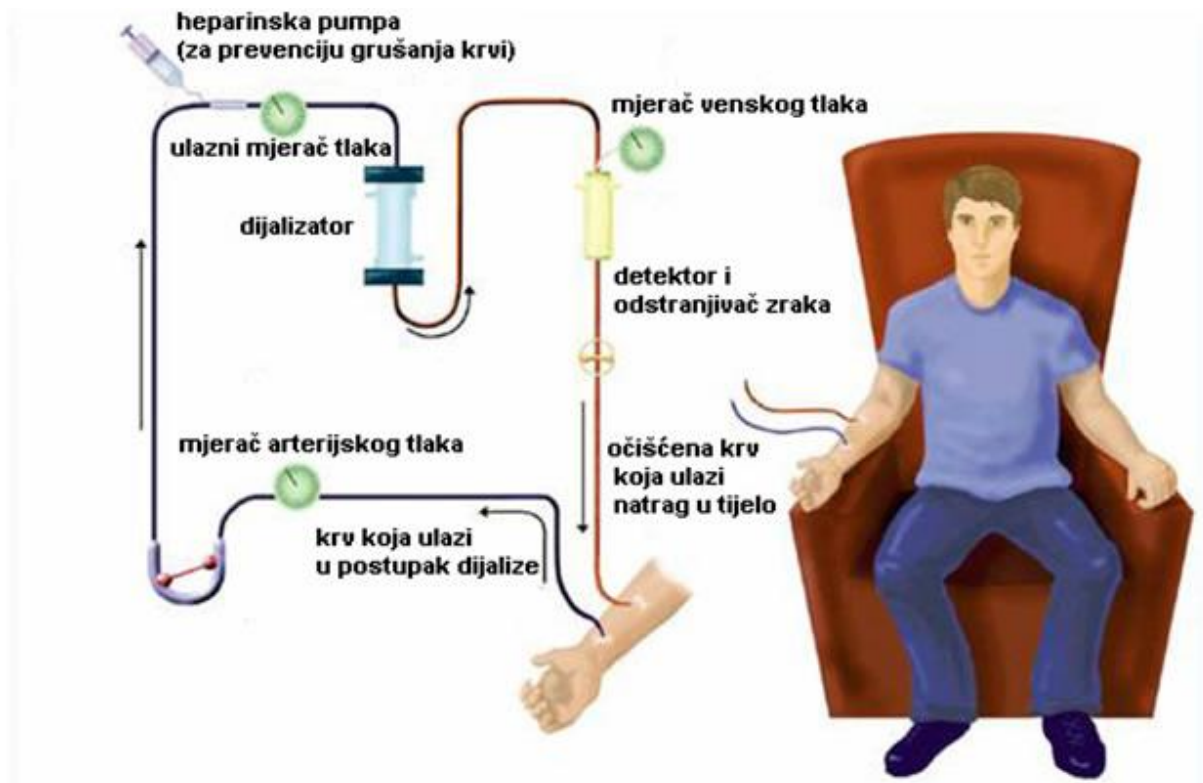 heparinska pumpa
(za prevenciju grušanja krvi)
ulazni mjerač tlaka
mjerač venskog tlaka
dijalizator
detektor i
odstranjivač zraka
mjerač arterijskog tlaka
krv koja ulazi
u postupak dijalize
očišćena krv
koja ulazi
natrag u tijelo